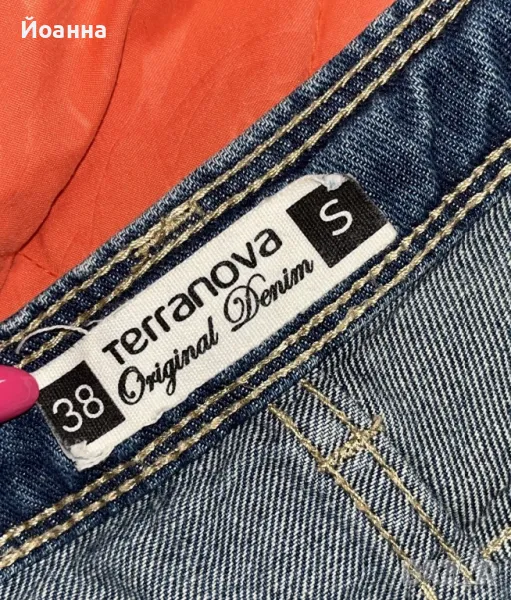 Йоанна
38 Terranova S
Original Denim